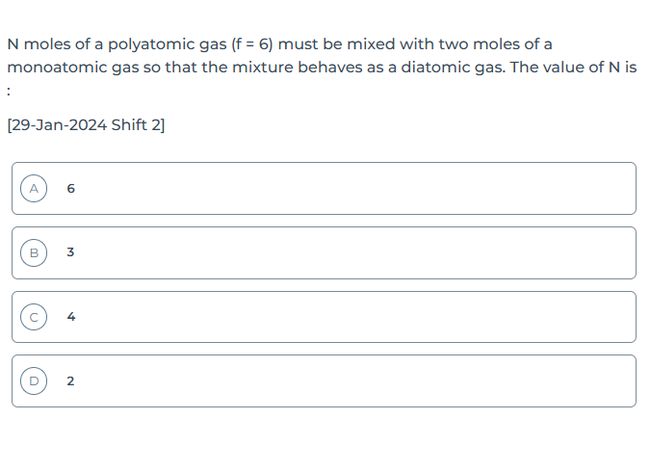 N moles of a polyatomic gas (f = 6) must be mixed with two moles of a
monoatomic gas so that the mixture behaves as a diatomic gas. The value of N is
:
[29-Jan-2024 Shift 2]
A 6
B 3
C 4
D 2